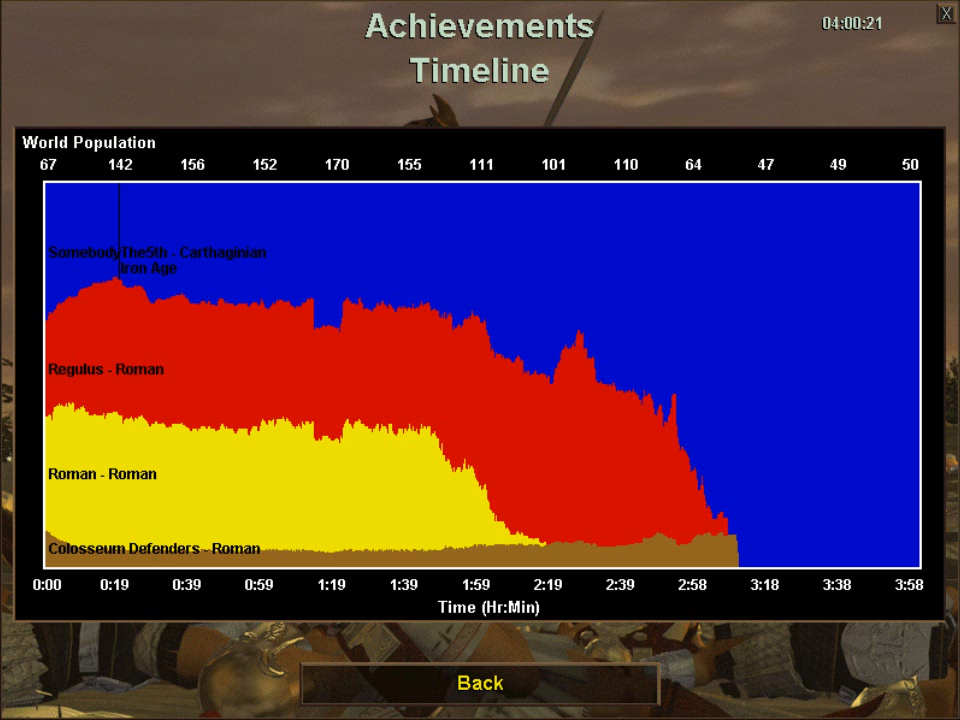 Achievements
Timeline
04:00:21
X
World Population
67 142 156 152 170 155 111 101 110 64 47 49 50
SomebodyThe5th - Carthaginian
Iron Age
Regulus - Roman
Roman - Roman
Colosseum Defenders - Roman
0:00 0:19 0:39 0:59 1:19 1:39 1:59 2:19 2:39 2:58 3:18 3:38 3:58
Time (Hr:Min)
Back